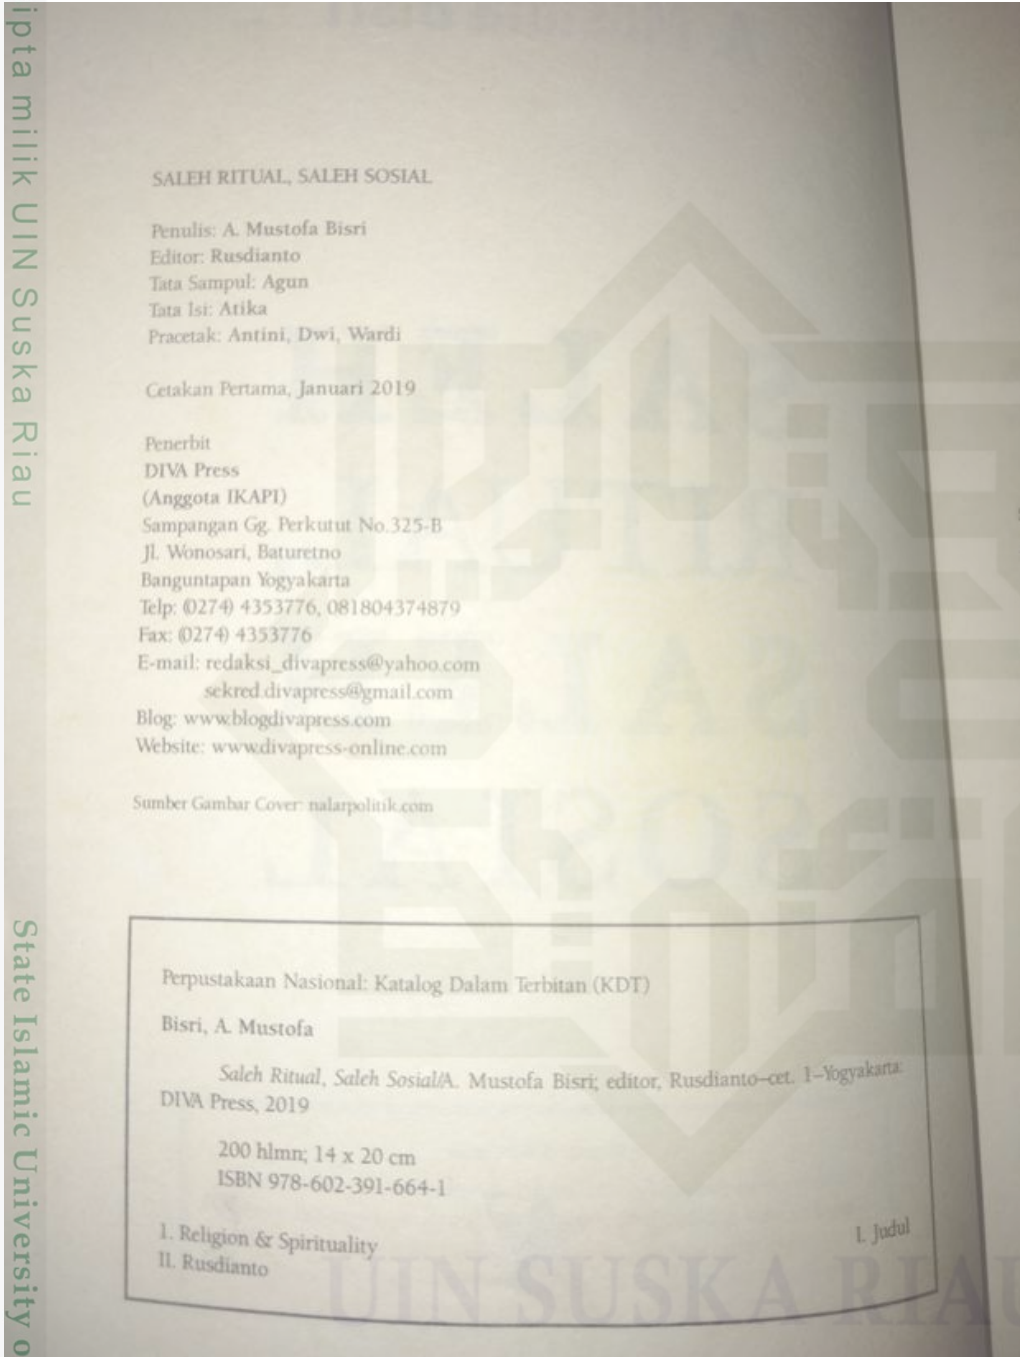 ipta milik UIN Suska Riau
State Islamic University o
SALEH RITUAL, SALEH SOSIAL
Penulis: A. Mustofa Bisri
Editor: Rusdianto
Tata Sampul: Agun
Tata Isi: Atika
Pracetak: Antini, Dwi, Wardi
Cetakan Pertama, Januari 2019
Penerbit
DIVA Press
(Anggota IKAPI)
Sampangan Gg. Perkutut No.325-B
Jl. Wonosari, Baturetno
Banguntapan Yogyakarta
Telp: (0274) 4353776, 081804374879
Fax: (0274) 4353776
E-mail: redaksi_divapress@yahoo.com
sekred.divapress@gmail.com
Blog: www.blogdivapress.com
Website: www.divapress-online.com
Sumber Gambar Cover: nalarpolitik.com
Perpustakaan Nasional: Katalog Dalam Terbitan (KDT)
Bisri, A. Mustofa
Saleh Ritual, Saleh Sosial/A. Mustofa Bisri; editor, Rusdianto–cet. 1–Yogyakarta:
DIVA Press, 2019
200 hlmn; 14 x 20 cm
ISBN 978-602-391-664-1
I. Religion & Spirituality
I. Judul
II. Rusdianto
UIN SUSKA RIAU